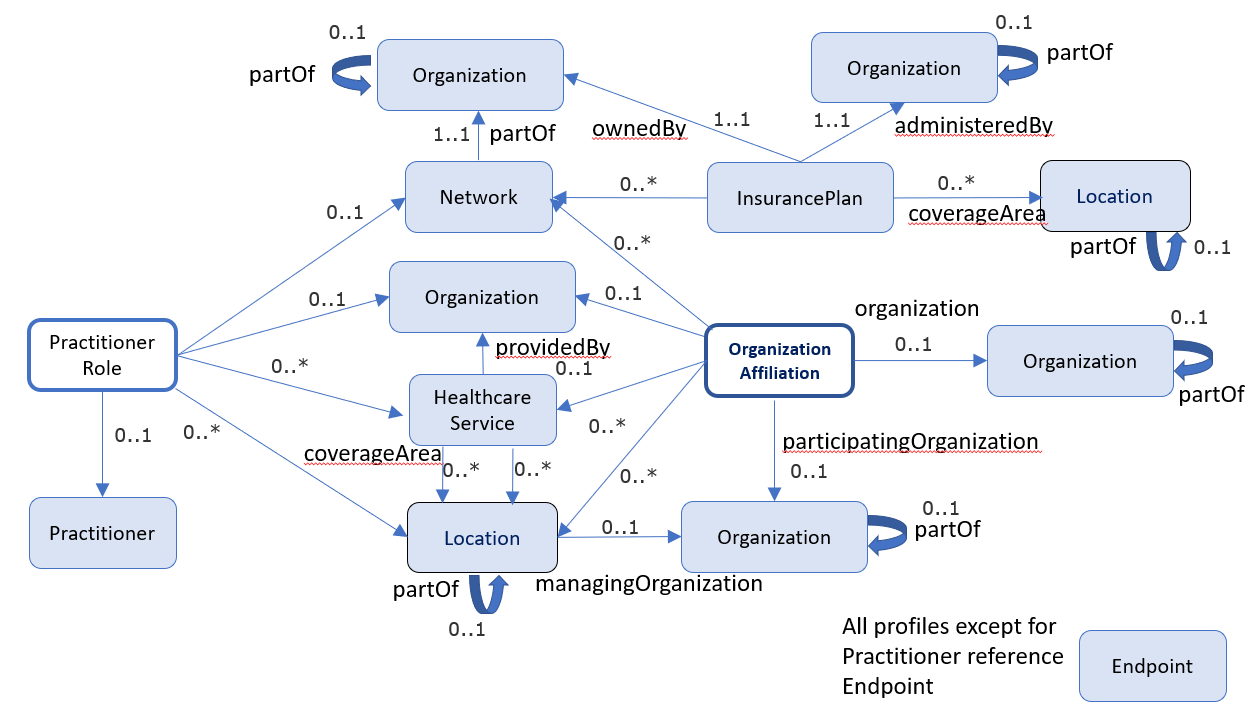 0..1
partOf
Organization
0..1
Organization
partOf
1..1
partOf
ownedBy
1..1
1..1
administeredBy
Network
0..*
InsurancePlan
0..*
coverageArea
Location
partOf
0..1
0..1
0..*
0..1
Organization
0..1
organization
0..1
Practitioner
Role
providedBy
0..1
Organization
Affiliation
0..1
Organization
partOf
0..*
Healthcare
Service
0..*
0..1
0..*
coverageArea
0..*
0..*
0..*
participatingOrganization
0..1
Practitioner
Location
0..1
Organization
0..1
partOf
partOf
0..1
managingOrganization
All profiles except for
Practitioner reference
Endpoint
Endpoint